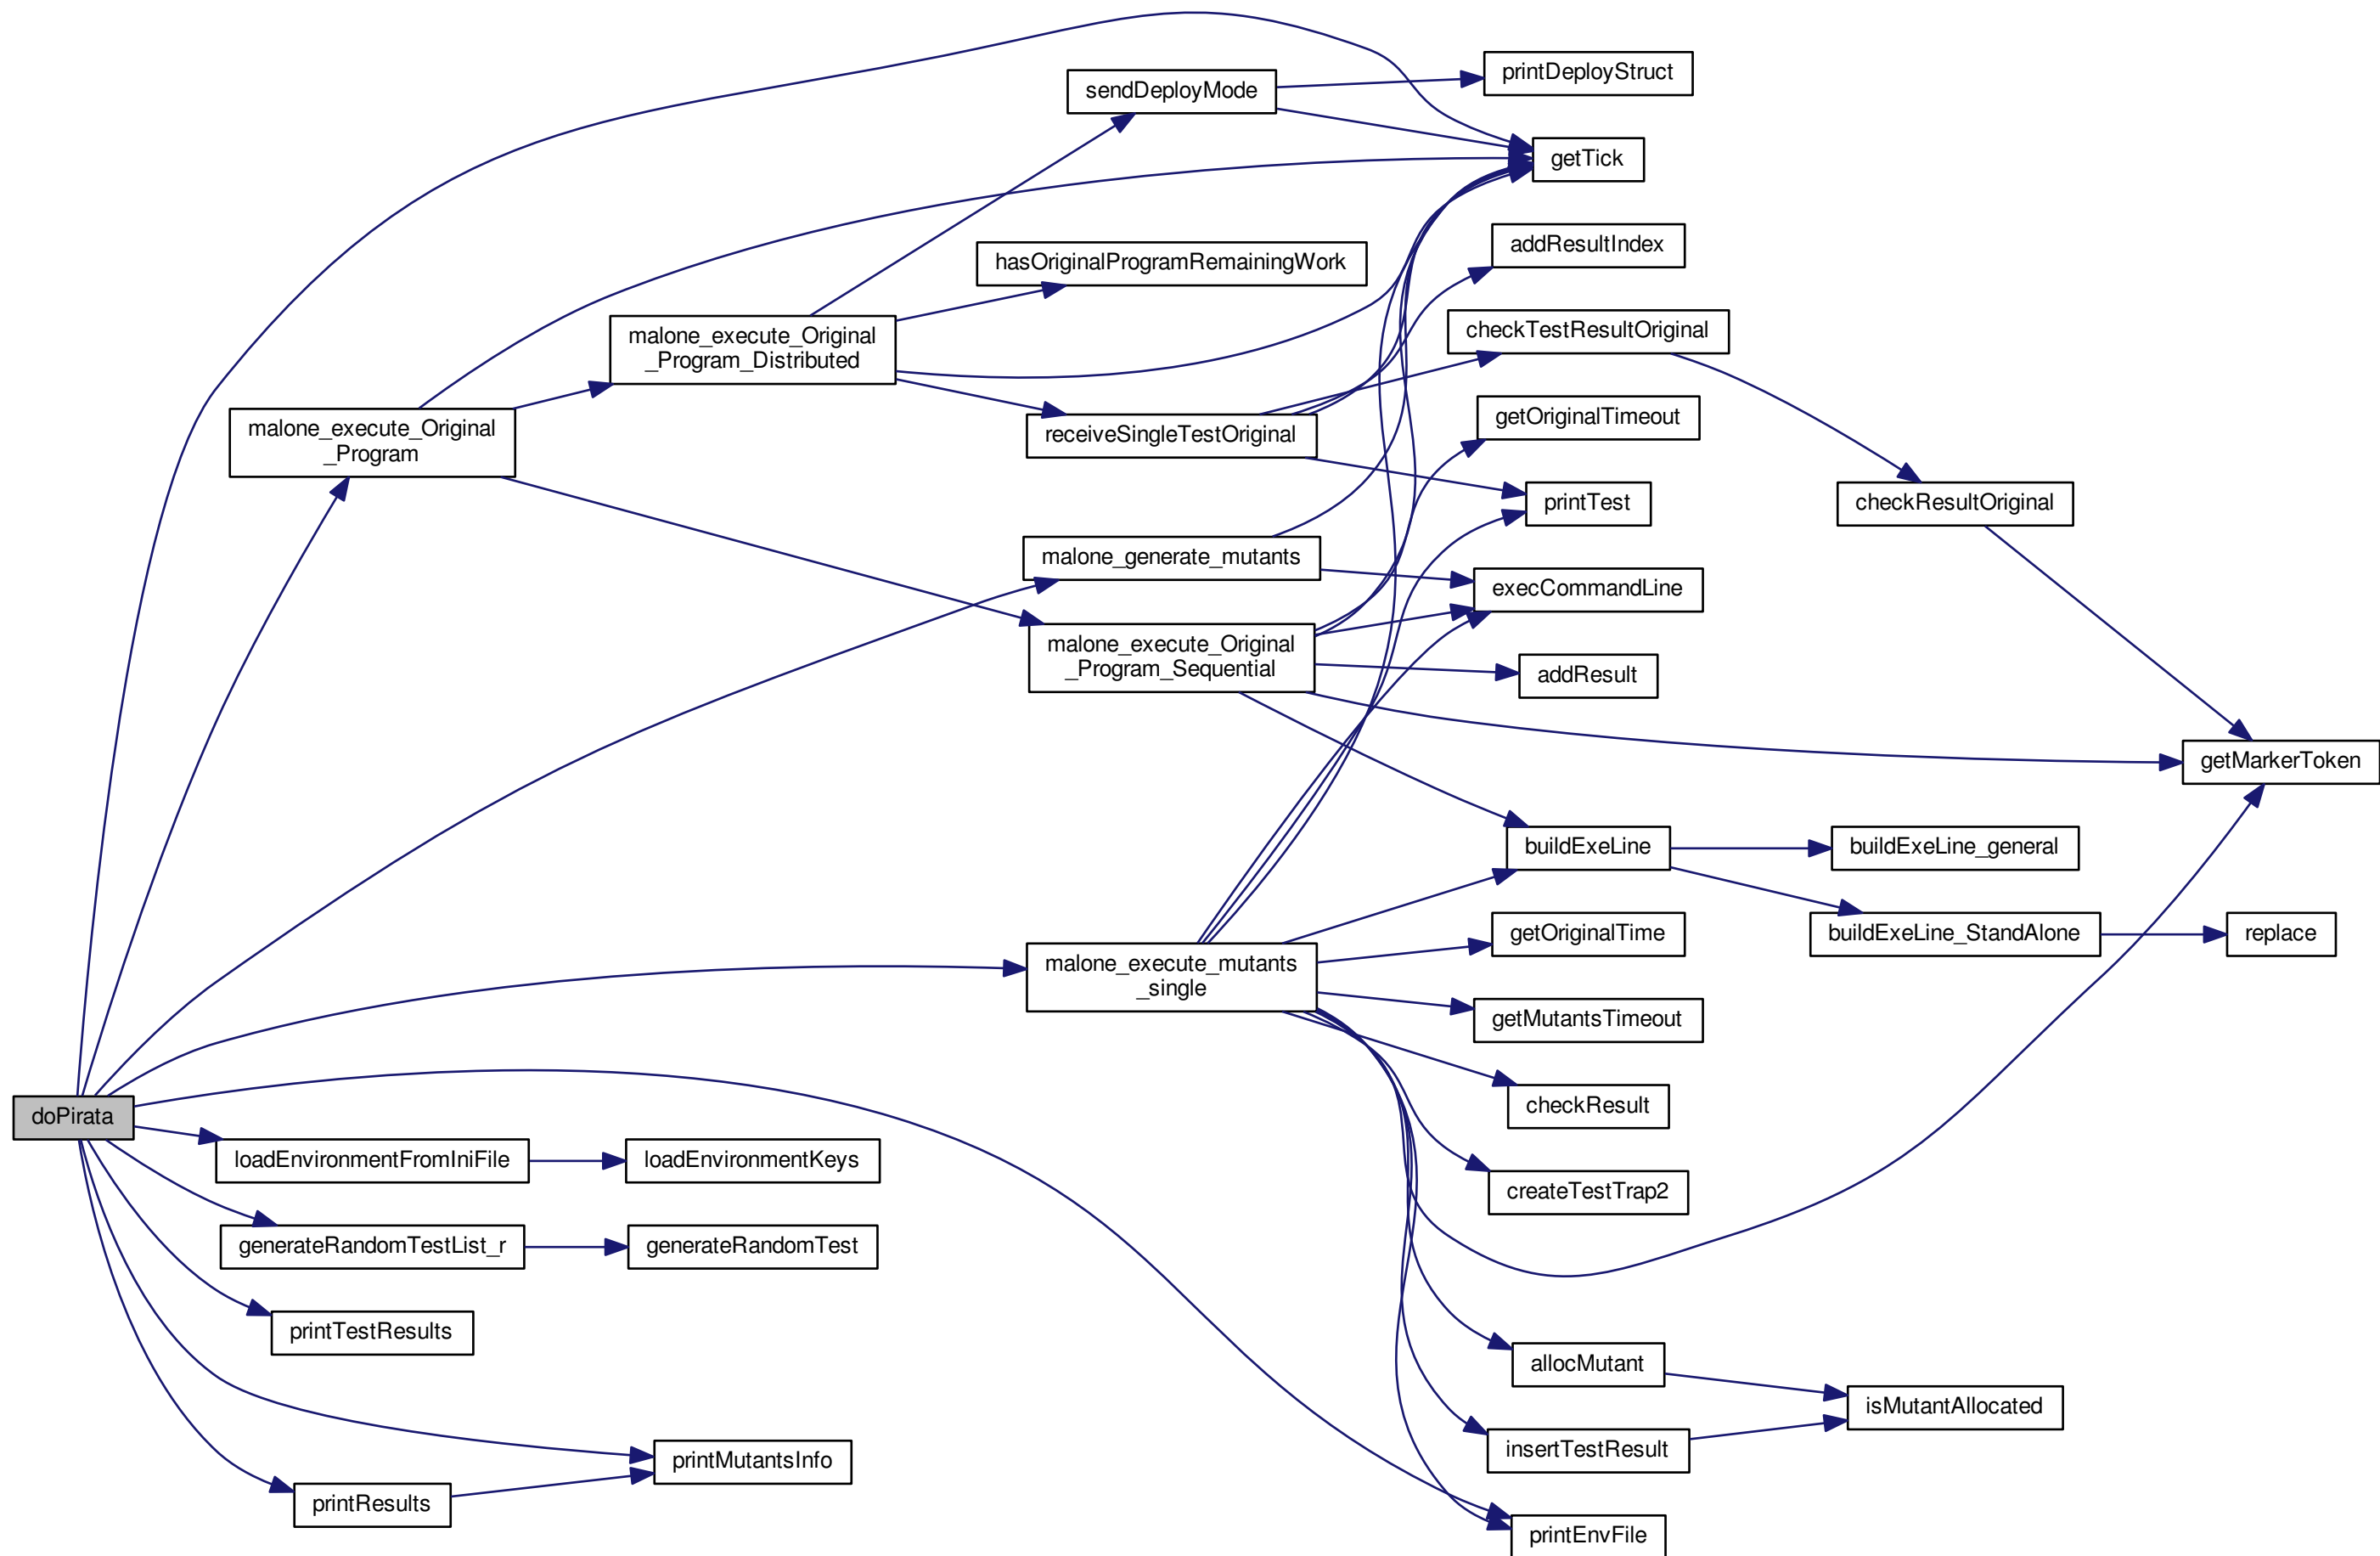 printDeployStruct
sendDeployMode
getTick
addResultIndex
hasOriginalProgramRemainingWork
checkTestResultOriginal
malone_execute_Original
_Program_Distributed
getOriginalTimeout
malone_execute_Original
_Program
receiveSingleTestOriginal
printTest
checkResultOriginal
malone_generate_mutants
execCommandLine
malone_execute_Original
_Program_Sequential
addResult
getMarkerToken
buildExeLine
buildExeLine_general
getOriginalTime
buildExeLine_StandAlone
replace
malone_execute_mutants
_single
getMutantsTimeout
checkResult
doPirata
loadEnvironmentFromIniFile
loadEnvironmentKeys
createTestTrap2
generateRandomTestList_r
generateRandomTest
printTestResults
allocMutant
isMutantAllocated
insertTestResult
printMutantsInfo
printResults
printEnvFile